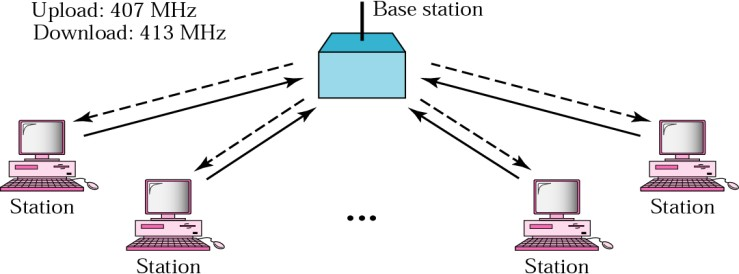 Upload: 407 MHz
Download: 413 MHz
Base station
Station
Station
...
Station
Station